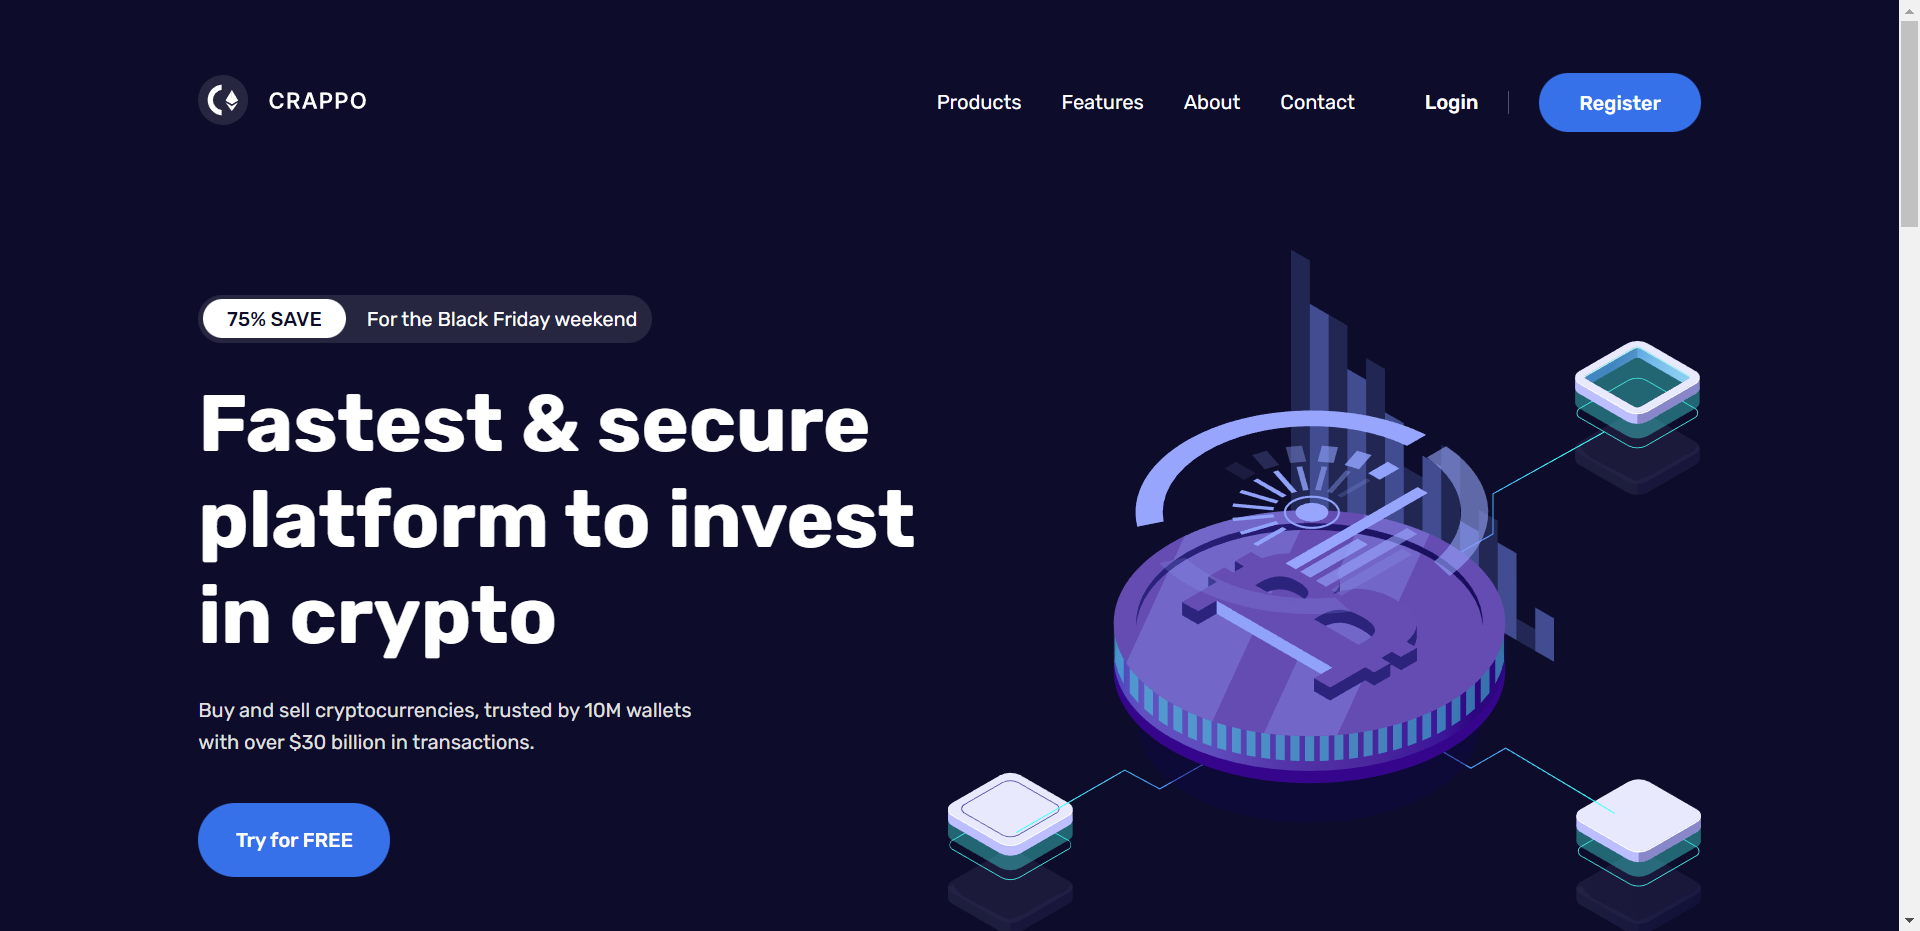 CRAPPO
Products Features About Contact Login Register
75% SAVE For the Black Friday weekend
Fastest & secure
platform to invest
in crypto
Buy and sell cryptocurrencies, trusted by 10M wallets
with over $30 billion in transactions.
Try for FREE